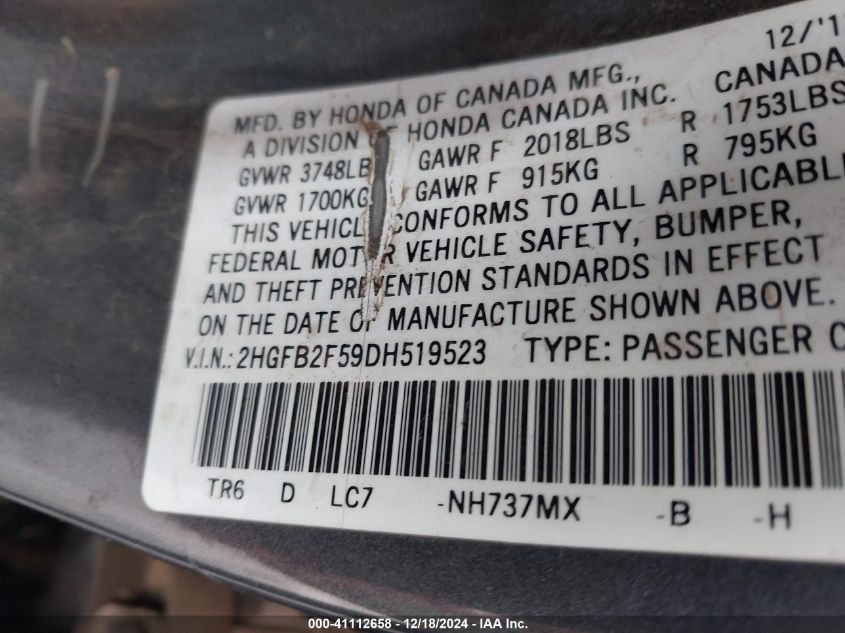 12/'1
MFD. BY HONDA OF CANADA MFG., CANADA
A DIVISION OF HONDA CANADA INC.
GVWR 3748LB GAWR F 2018LBS R 1753LBS
GVWR 1700KG GAWR F 915KG R 795KG
THIS VEHICL CONFORMS TO ALL APPLICABL
FEDERAL MOT R VEHICLE SAFETY, BUMPER,
AND THEFT PREVENTION STANDARDS IN EFFECT
ON THE DATE OF MANUFACTURE SHOWN ABOVE.
V.I.N.: 2HGFB2F59DH519523 TYPE: PASSENGER C
TR6 D LC7 -NH737MX -B -H
000-41112658 - 12/18/2024 - IAA Inc.